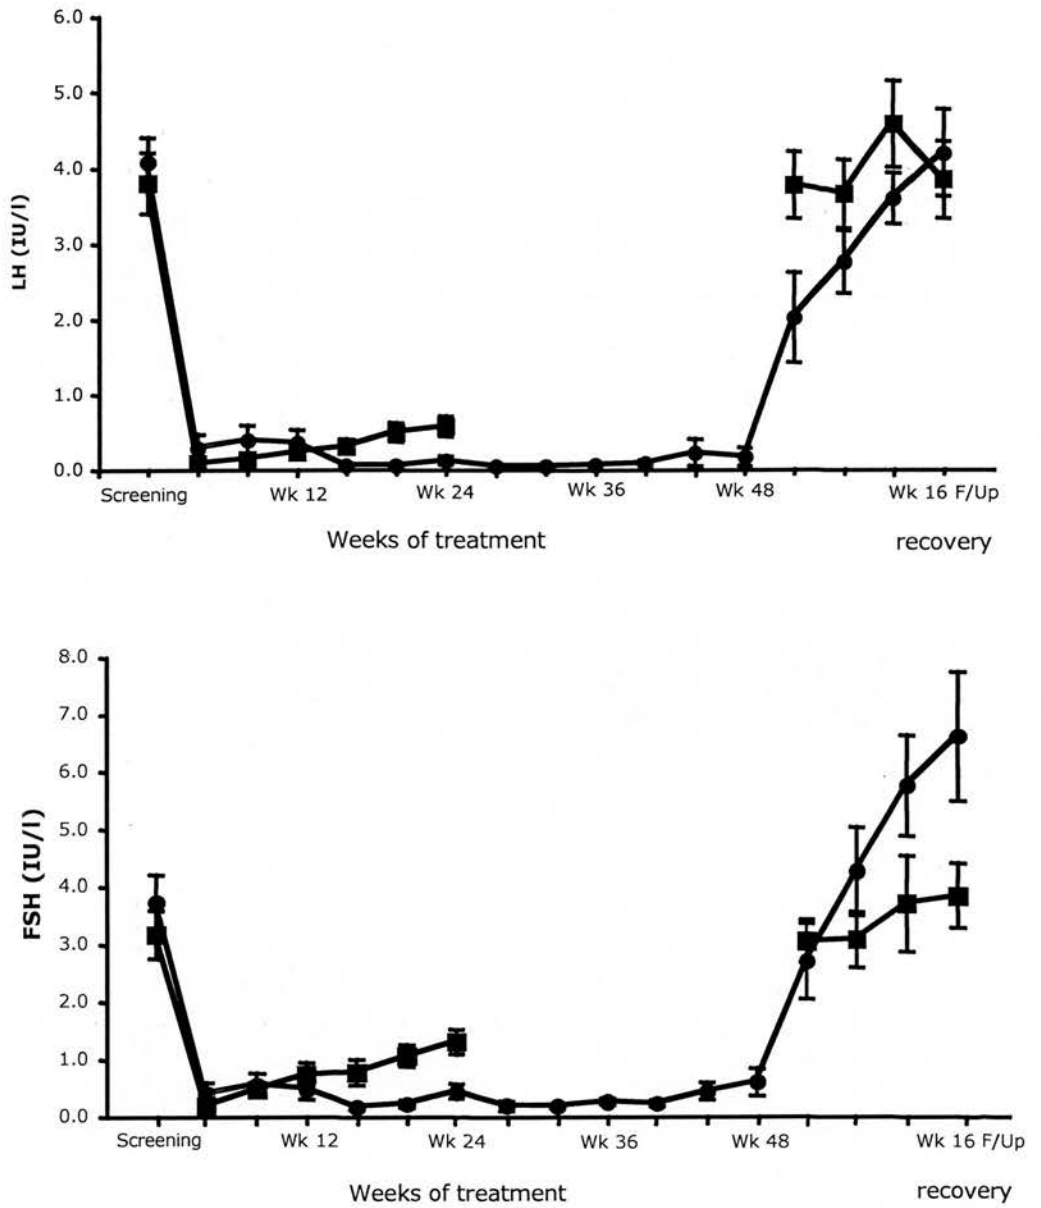 6.0
5.0
4.0
3.0
2.0
1.0
0.0
LH (IU/l)
Screening Wk 12 Wk 24 Wk 36 Wk 48 Wk 16 F/Up
Weeks of treatment recovery
8.0
7.0
6.0
5.0
4.0
3.0
2.0
1.0
0.0
FSH (IU/l)
Screening Wk 12 Wk 24 Wk 36 Wk 48 Wk 16 F/Up
Weeks of treatment recovery